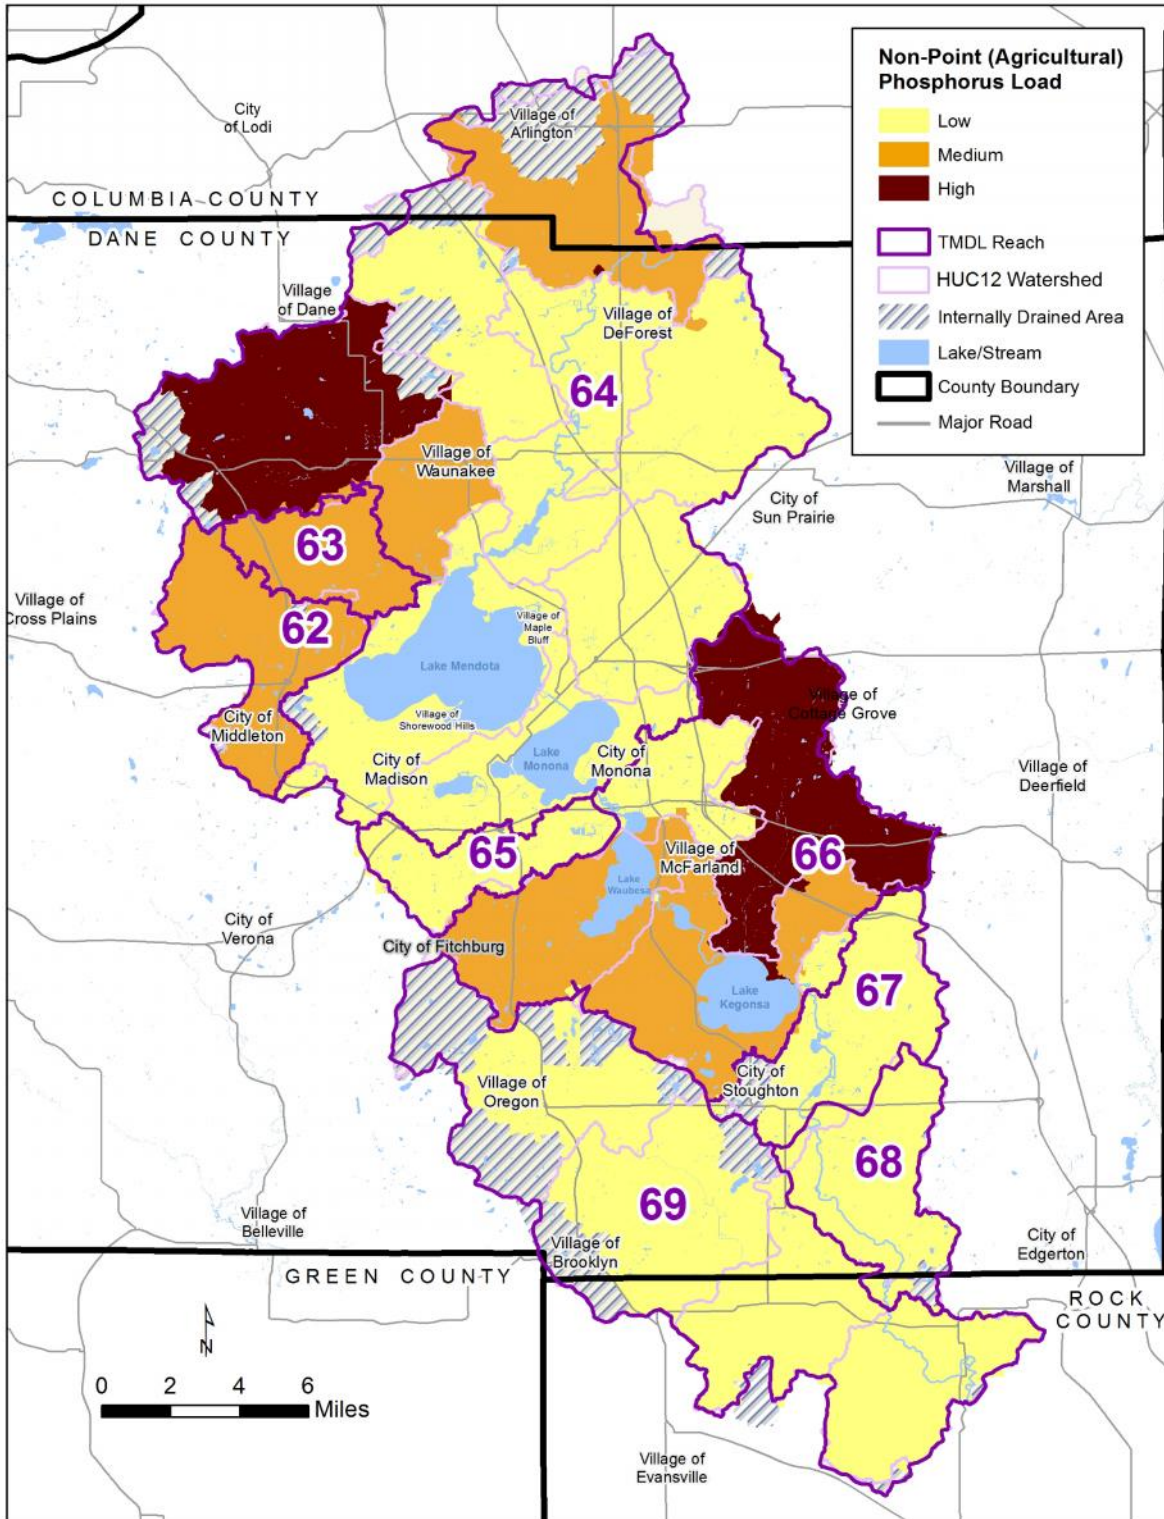 Non-Point (Agricultural)
Phosphorus Load
Low
Medium
High
TMDL Reach
HUC12 Watershed
Internally Drained Area
Lake/Stream
County Boundary
Major Road
City
of Lodi
Village of
Arlington
COLUMBIA COUNTY
DANE COUNTY
Village
of Dane
Village of
DeForest
64
Village of
Waunakee
Village of
Marshall
City of
Sun Prairie
63
Village of
Cross Plains
62
Village of
Maple
Bluff
Lake Mendota
Village of
Shorewood Hills
Village of
Cottage Grove
City of
Middleton
City of
Madison
Lake
Monona
City of
Monona
Village of
Deerfield
65
Village of
McFarland
66
Lake
Waubesa
City of
Verona
City of Fitchburg
Lake
Kegonsa
67
Village of
Oregon
City of
Stoughton
68
69
Village of
Belleville
Village of
Brooklyn
City of
Edgerton
GREEN COUNTY
ROCK
COUNTY
N
0 2 4 6
Miles
Village of
Evansville